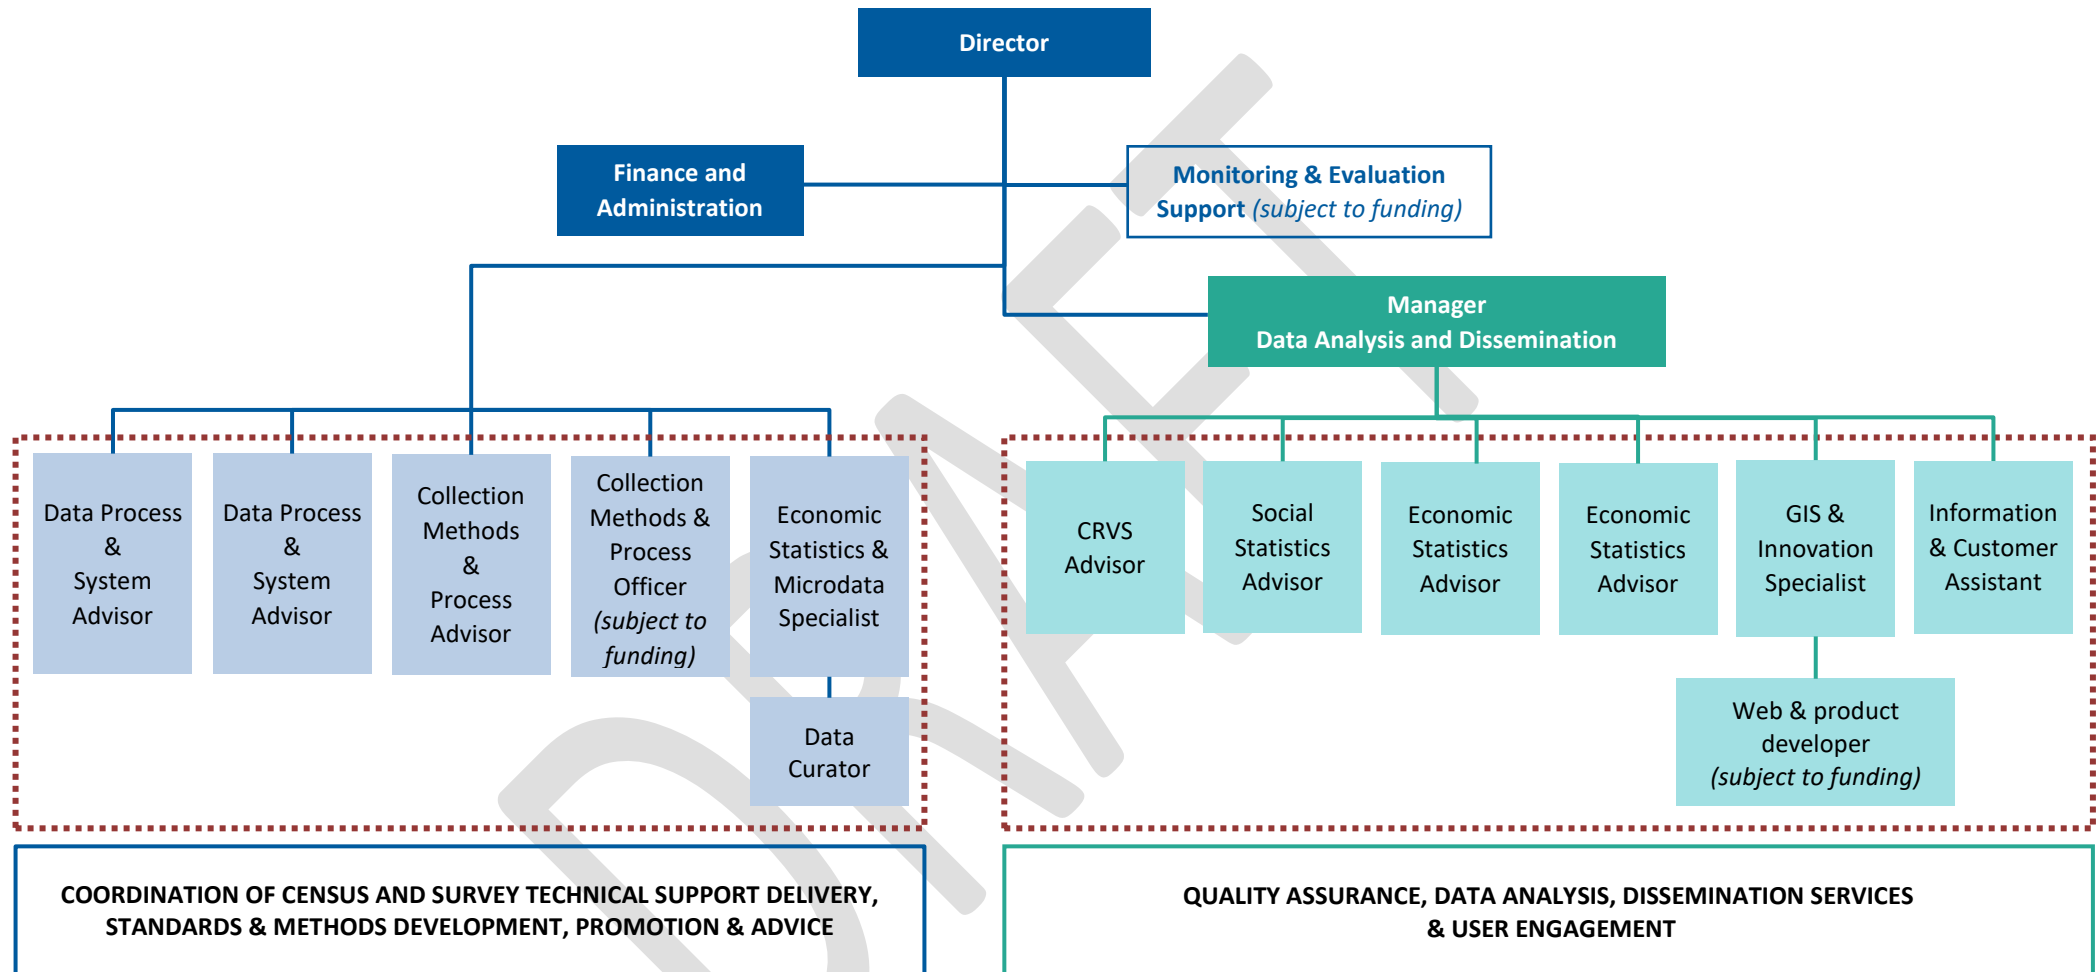 Director
Finance and
Administration
Monitoring & Evaluation
Support (subject to funding)
Manager
Data Analysis and Dissemination
Data Process
&
System
Advisor
Data Process
&
System
Advisor
Collection
Methods
&
Process
Advisor
Collection
Methods &
Process
Officer
(subject to
funding)
Economic
Statistics &
Microdata
Specialist
Data
Curator
CRVS
Advisor
Social
Statistics
Advisor
Economic
Statistics
Advisor
Economic
Statistics
Advisor
GIS &
Innovation
Specialist
Information
& Customer
Assistant
Web & product
developer
(subject to funding)
COORDINATION OF CENSUS AND SURVEY TECHNICAL SUPPORT DELIVERY,
STANDARDS & METHODS DEVELOPMENT, PROMOTION & ADVICE
QUALITY ASSURANCE, DATA ANALYSIS, DISSEMINATION SERVICES
& USER ENGAGEMENT
DRAFT